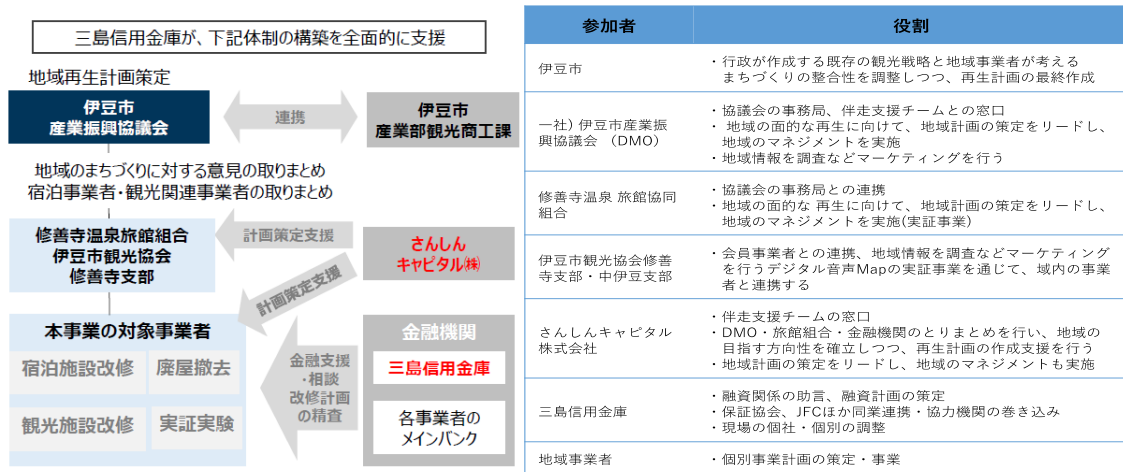 三島信用金庫が、下記体制の構築を全面的に支援
地域再生計画策定
伊豆市
産業振興協議会
連携
伊豆市
産業部観光商工課
地域のまちづくりに対する意見の取りまとめ
宿泊事業者・観光関連事業者の取りまとめ
修善寺温泉旅館組合
伊豆市観光協会
修善寺支部
計画策定支援
さんしん
キャピタル㈱
計画策定支援
本事業の対象事業者
宿泊施設改修
廃屋撤去
観光施設改修
実証実験
金融支援
・相談
改修計画
の精査
金融機関
三島信用金庫
各事業者の
メインバンク
参加者
役割
伊豆市
・行政が作成する既存の観光戦略と地域事業者が考える
まちづくりの整合性を調整しつつ、再生計画の最終作成
一社) 伊豆市産業振
興協議会 （DMO）
・協議会の事務局、伴走支援チームとの窓口
・ 地域の面的な再生に向けて、地域計画の策定をリードし、
地域のマネジメントを実施
・地域情報を調査などマーケティングを行う
修善寺温泉 旅館協同
組合
・協議会の事務局との連携
・地域の面的な 再生に向けて、地域計画の策定をリードし、
地域のマネジメントを実施(実証事業)
伊豆市観光協会修善
寺支部・中伊豆支部
・会員事業者との連携、地域情報を調査などマーケティング
を行うデジタル音声Mapの実証事業を通じて、域内の事業
者と連携する
さんしんキャピタル
株式会社
・伴走支援チームの窓口
・DMO・旅館組合・金融機関のとりまとめを行い、地域の
目指す方向性を確立しつつ、再生計画の作成支援を行う
・地域計画の策定をリードし、地域のマネジメントも実施
三島信用金庫
・融資関係の助言、融資計画の策定
・保証協会、JFCほか同業連携・協力機関の巻き込み
・現場の個社・個別の調整
地域事業者
・個別事業計画の策定・事業